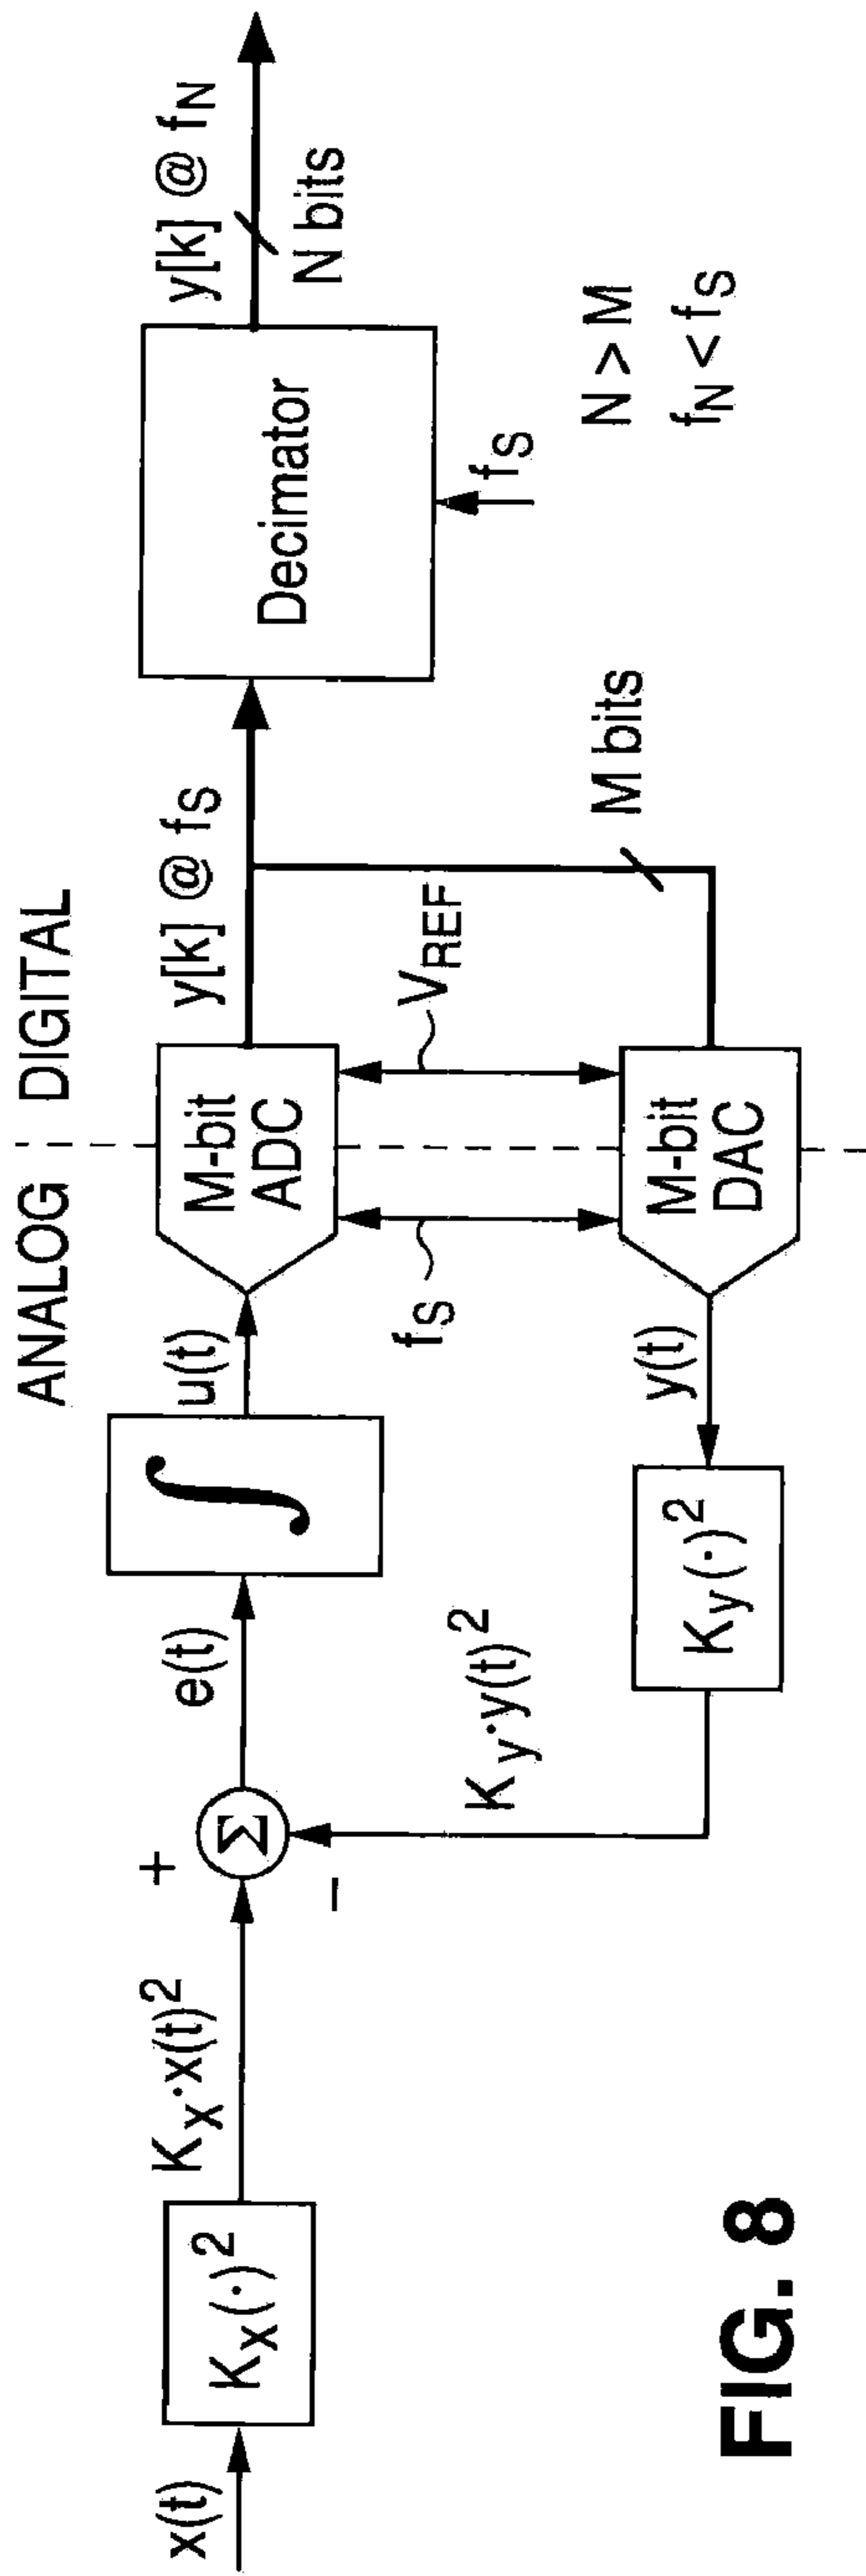 ANALOG
DIGITAL
x(t)
Kx(·)²
Kx·x(t)²
+
Σ
−
e(t)
∫
u(t)
M-bit
ADC
y[k] @ fS
Decimator
y[k] @ fN
N bits
fS
fS
VREF
M bits
N > M
fN < fS
Ky·y(t)²
Ky(·)²
y(t)
M-bit
DAC
FIG. 8